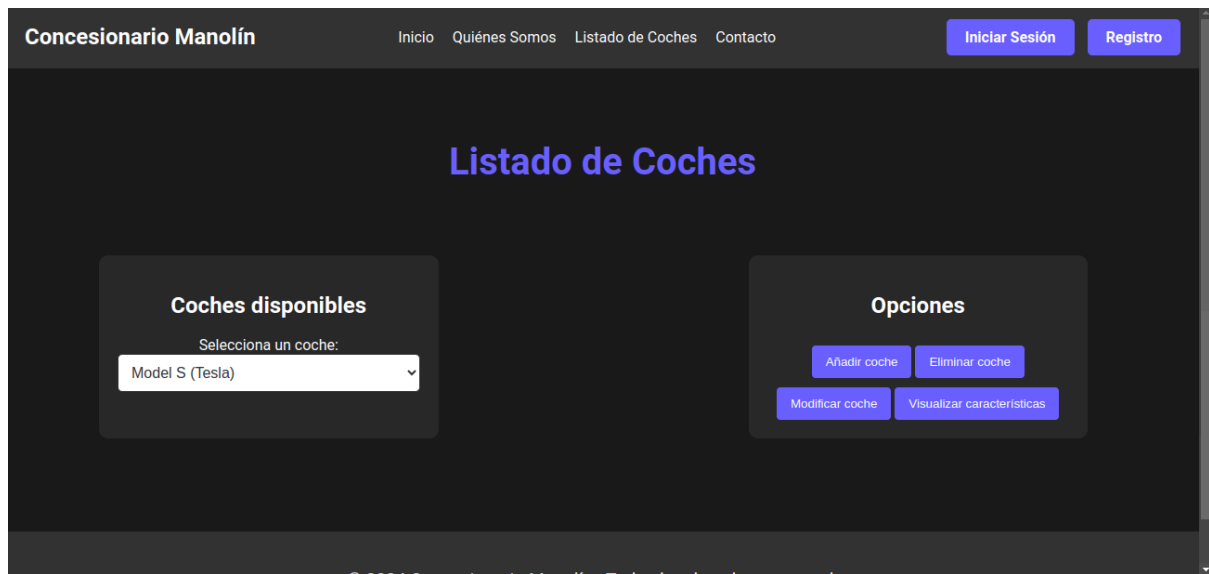 Concesionario Manolín
Inicio Quiénes Somos Listado de Coches Contacto
Iniciar Sesión Registro
Listado de Coches
Coches disponibles
Selecciona un coche:
Model S (Tesla)
Opciones
Añadir coche Eliminar coche
Modificar coche Visualizar características